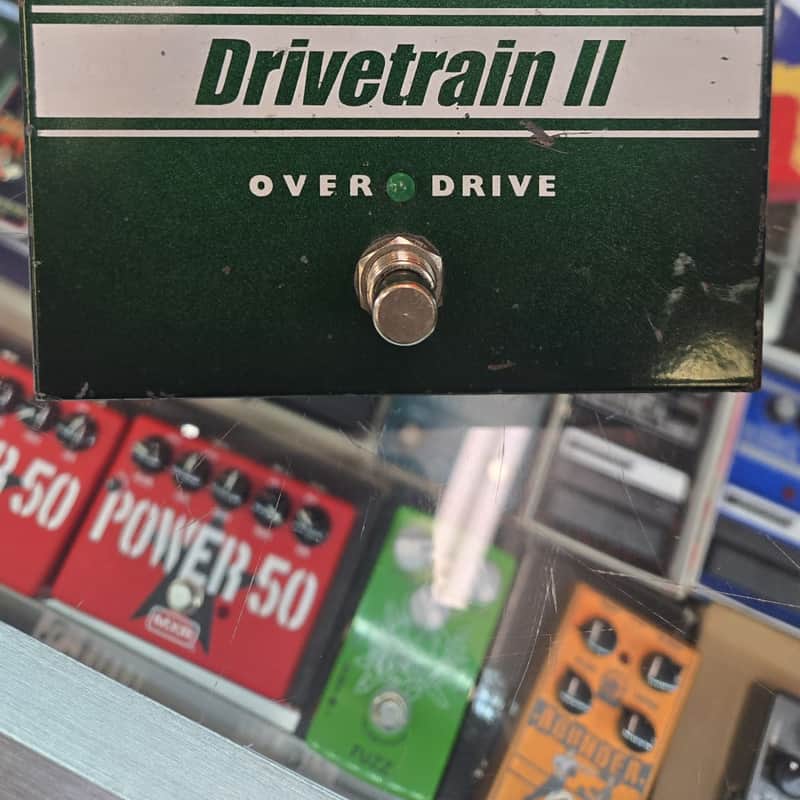 Drivetrain II
OVER DRIVE
50
POWER 50
MXR
FUZZ